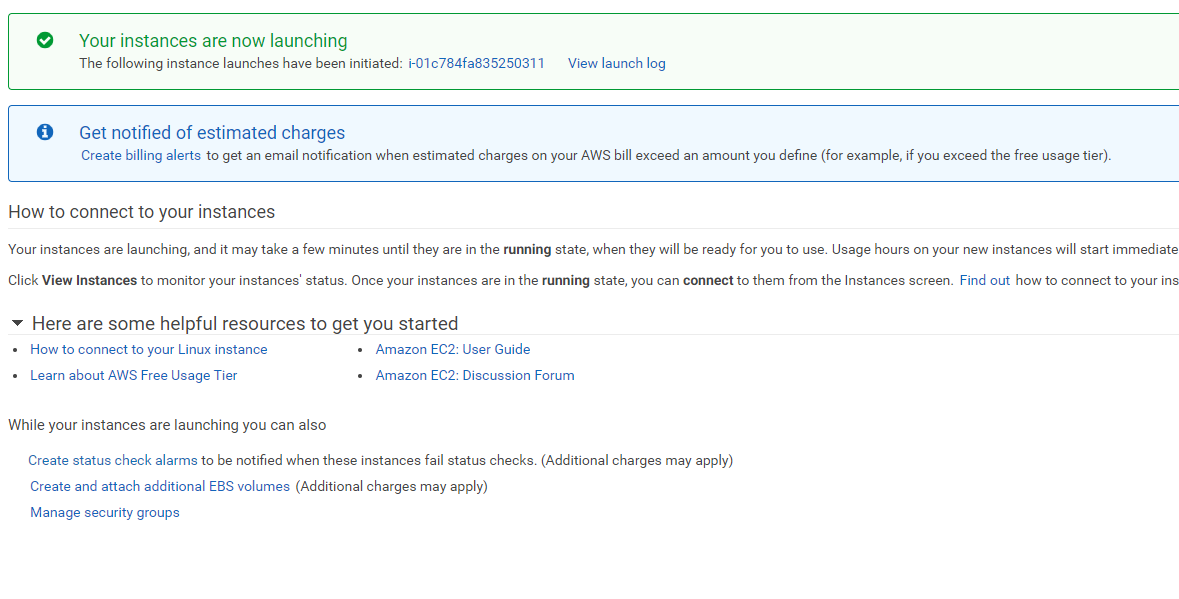 Your instances are now launching
The following instance launches have been initiated: i-01c784fa835250311 View launch log
Get notified of estimated charges
Create billing alerts to get an email notification when estimated charges on your AWS bill exceed an amount you define (for example, if you exceed the free usage tier).
How to connect to your instances
Your instances are launching, and it may take a few minutes until they are in the running state, when they will be ready for you to use. Usage hours on your new instances will start immediate
Click View Instances to monitor your instances' status. Once your instances are in the running state, you can connect to them from the Instances screen. Find out how to connect to your ins
Here are some helpful resources to get you started
How to connect to your Linux instance
Amazon EC2: User Guide
Learn about AWS Free Usage Tier
Amazon EC2: Discussion Forum
While your instances are launching you can also
Create status check alarms to be notified when these instances fail status checks. (Additional charges may apply)
Create and attach additional EBS volumes (Additional charges may apply)
Manage security groups